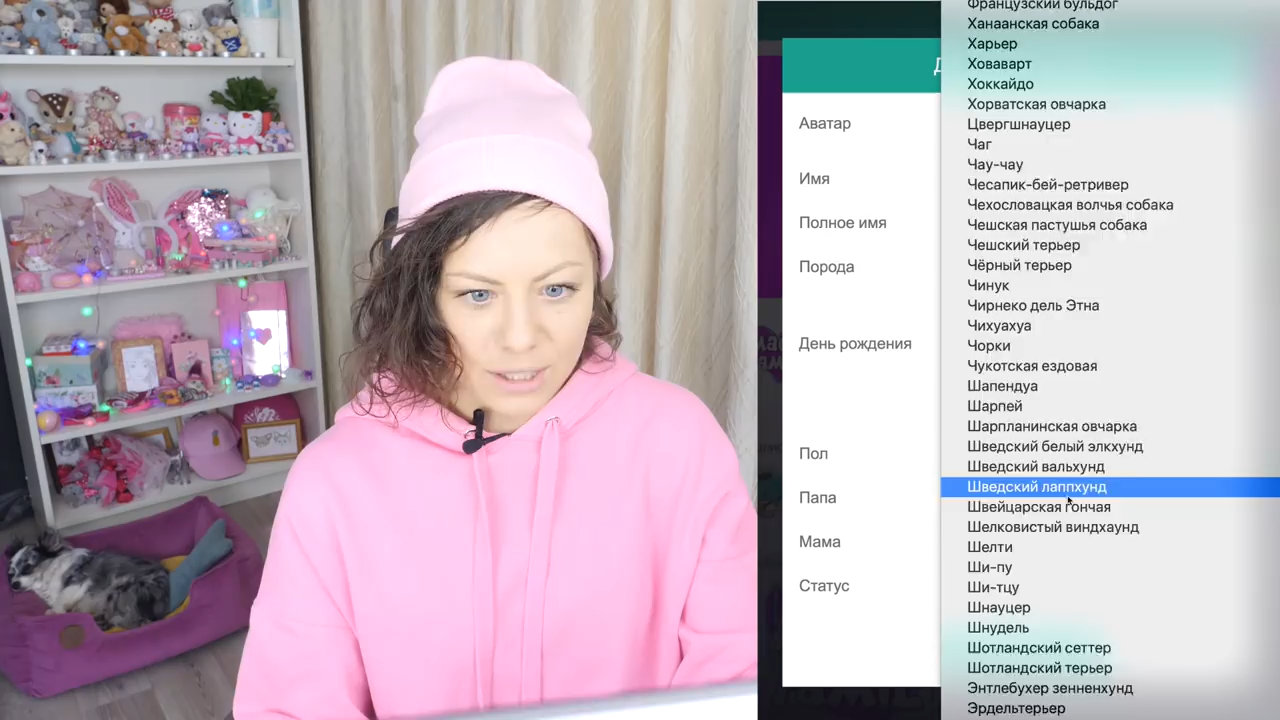 Аватар
Имя
Полное имя
Порода
День рождения
Пол
Папа
Мама
Статус
Французский бульдог
Ханаанская собака
Харьер
Ховаварт
Хоккайдо
Хорватская овчарка
Цвергшнауцер
Чаг
Чау-чау
Чесапик-бей-ретривер
Чехословацкая волчья собака
Чешская пастушья собака
Чешский терьер
Чёрный терьер
Чинук
Чирнеко дель Этна
Чихуахуа
Чорки
Чукотская ездовая
Шапендуа
Шарпей
Шарпланинская овчарка
Шведский белый элкхунд
Шведский вальхунд
Шведский лаппхунд
Швейцарская гончая
Шелковистый виндхаунд
Шелти
Ши-пу
Ши-тцу
Шнауцер
Шнудель
Шотландский сеттер
Шотландский терьер
Энтлебухер зенненхунд
Эрдельтерьер